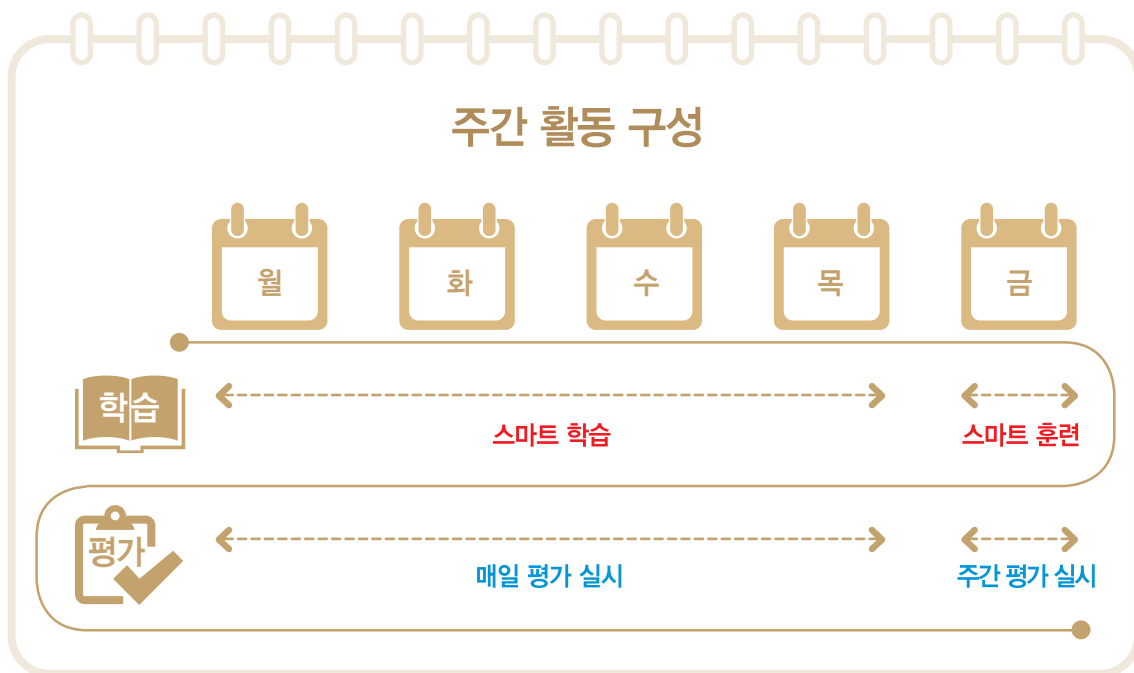 주간 활동 구성
월 화 수 목 금
학습
스마트 학습 스마트 훈련
평가
매일 평가 실시 주간 평가 실시